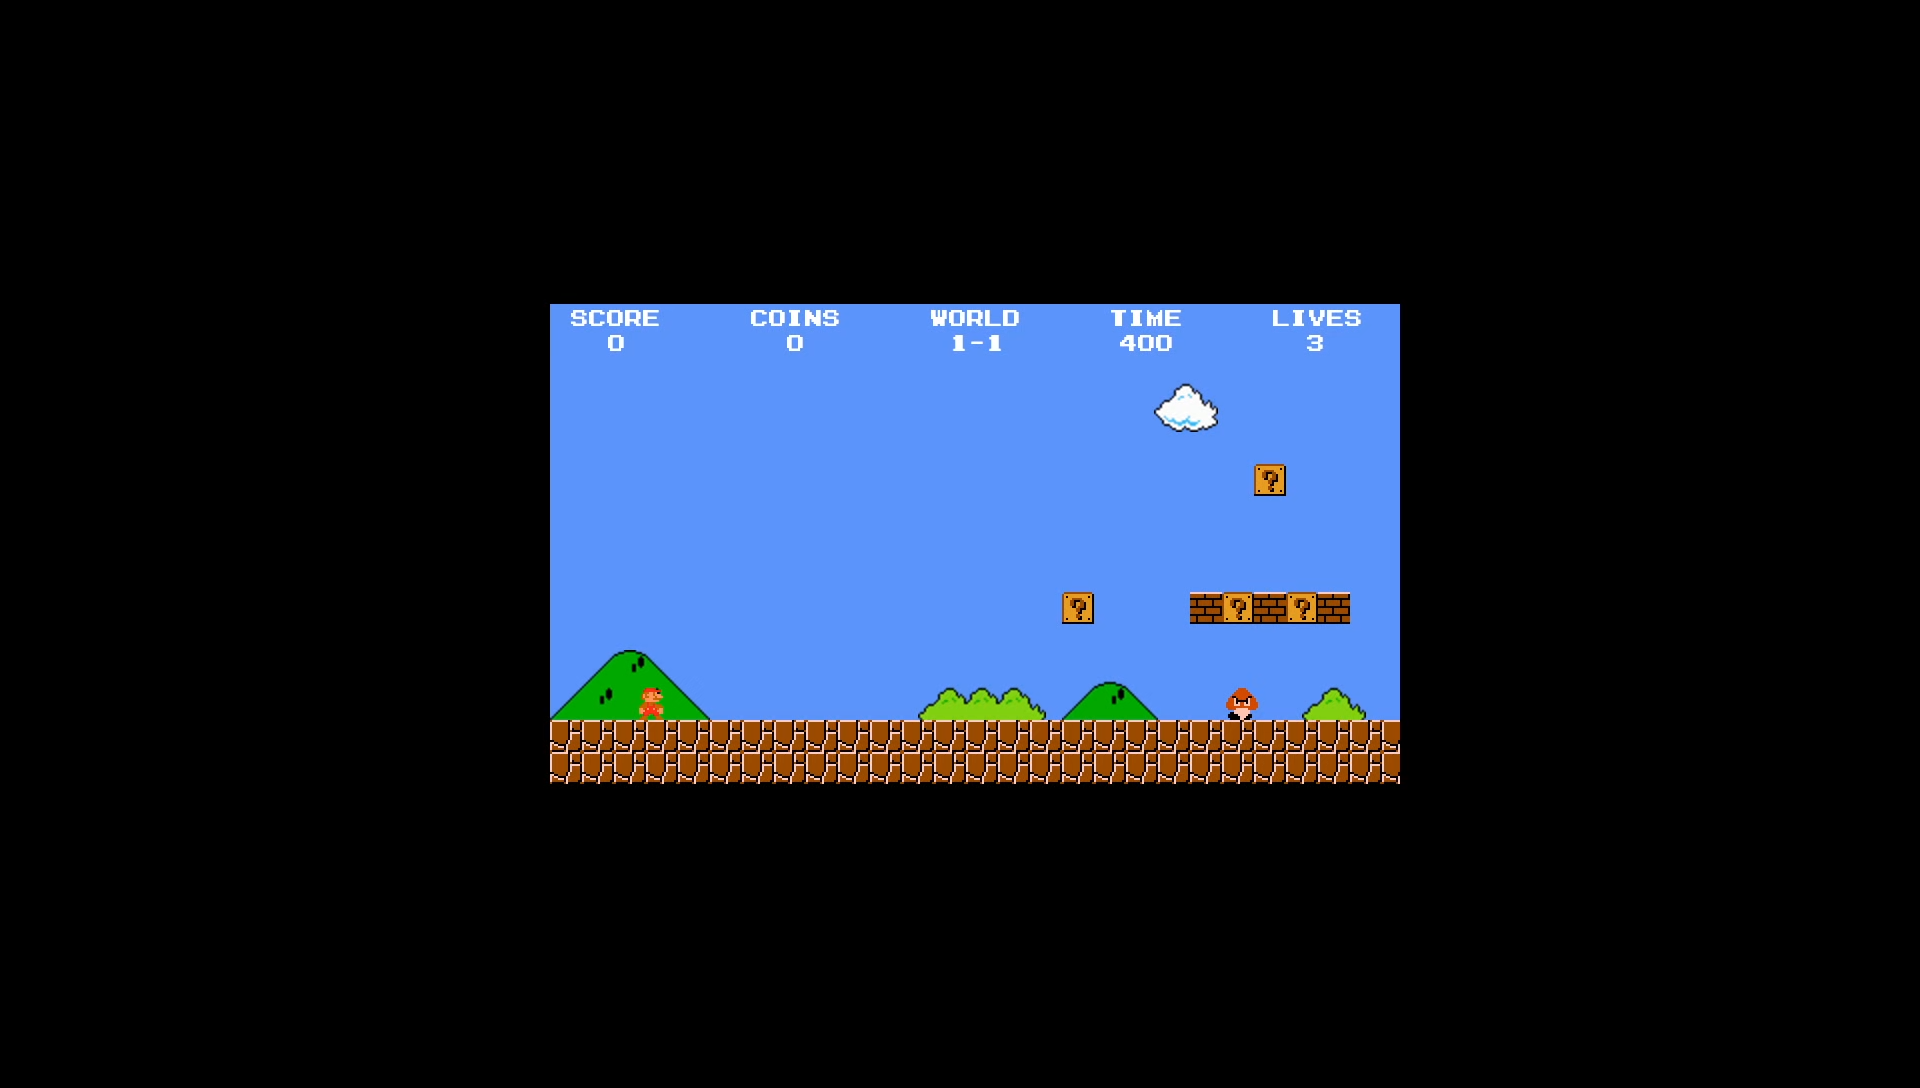 SCORE COINS WORLD TIME LIVES
0 0 1-1 400 3
?
? ? ?